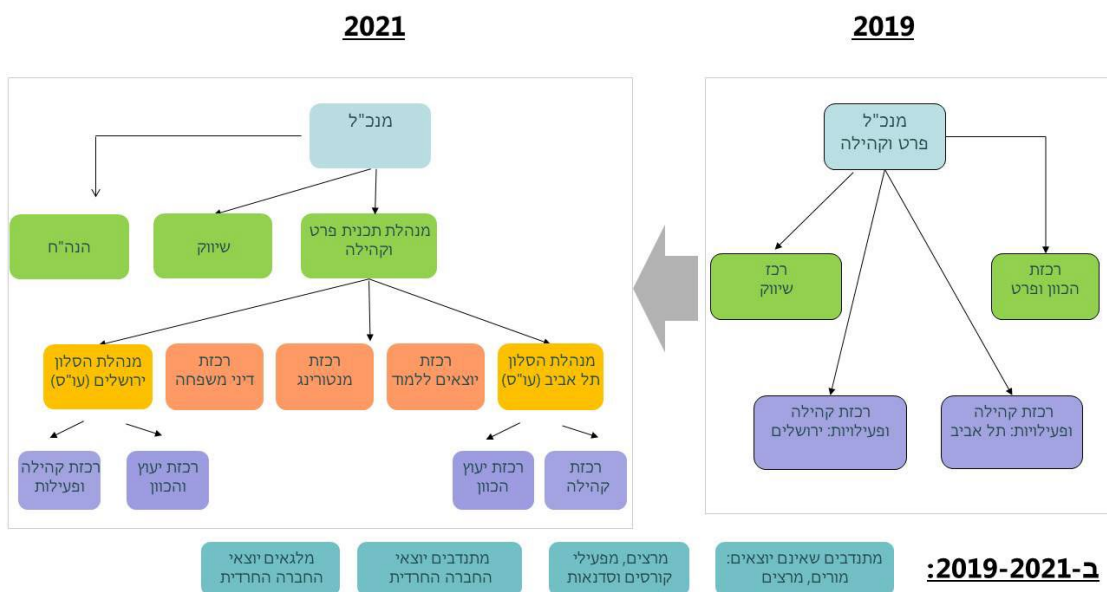 2019
מנכ"ל
פרט וקהילה
רכזת
הכוון ופרט
רכז
שיווק
רכזת קהילה
ופעילויות: תל אביב
רכזת קהילה
ופעילויות: ירושלים
2021
מנכ"ל
מנהלת תכנית פרט
וקהילה
שיווק
הנה"ח
מנהלת הסלון
תל אביב (עו"ס)
רכזת
יוצאים ללמוד
רכזת
מנטורינג
רכזת
דיני משפחה
מנהלת הסלון
ירושלים (עו"ס)
רכזת
קהילה
רכזת יעוץ
הכוון
רכזת יעוץ
והכוון
רכזת קהילה
ופעילות
ב-2019-2021:
מתנדבים שאינם יוצאים:
מורים, מרצים
מרצים, מפעילי
קורסים וסדנאות
מתנדבים יוצאי
החברה החרדית
מלגאים יוצאי
החברה החרדית